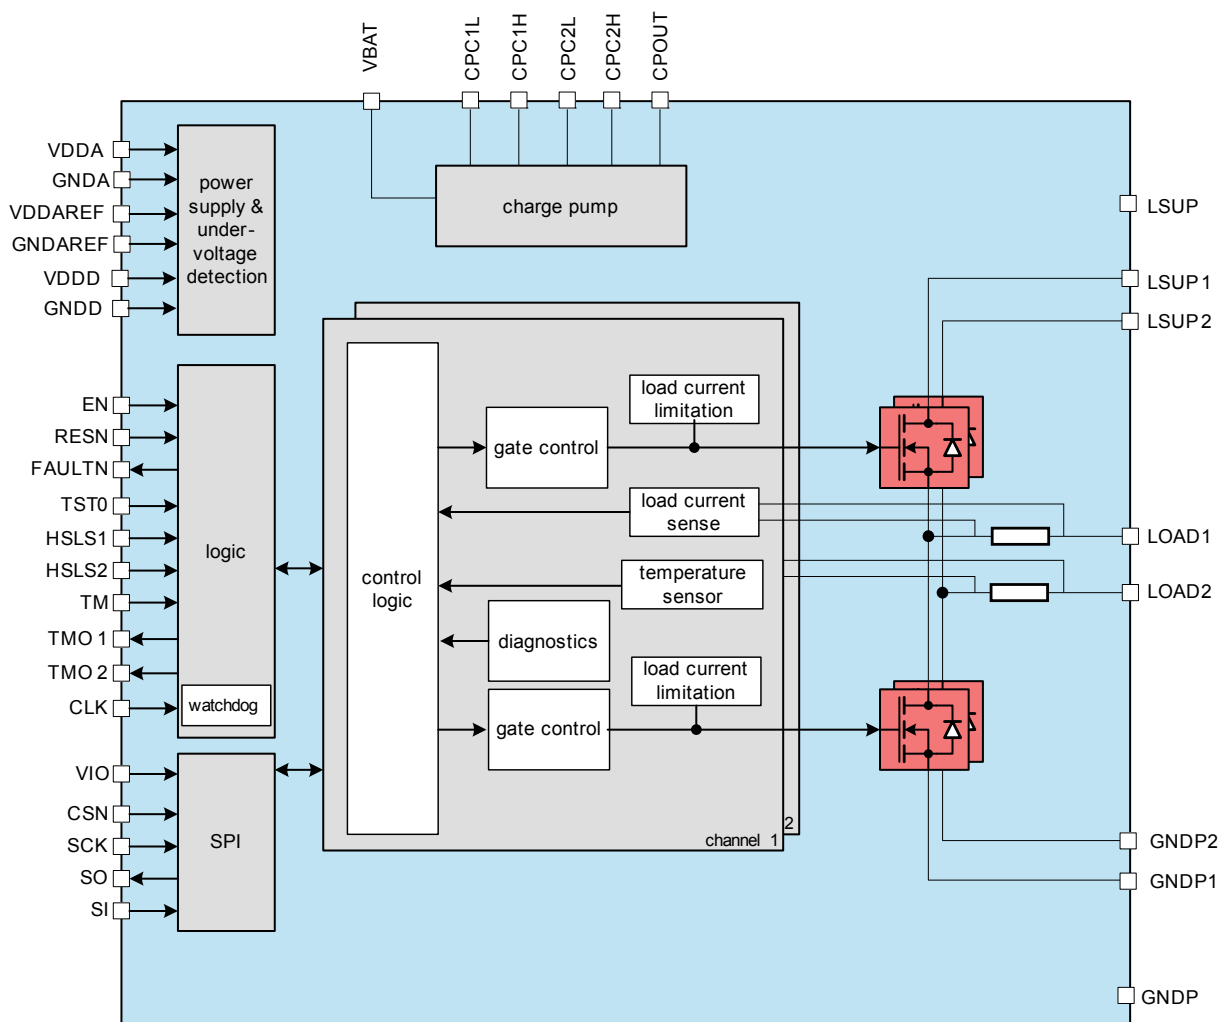 VBAT
CPC1L
CPC1H
CPC2L
CPC2H
CPOUT
VDDA
GNDA
VDDAREF
GNDAREF
VDDD
GNDD
power
supply &
under-
voltage
detection
charge pump
LSUP
LSUP1
LSUP2
EN
RESN
FAULTN
TST0
HSLS1
HSLS2
TM
TMO 1
TMO 2
CLK
logic
watchdog
control
logic
gate control
load current
limitation
load current
sense
temperature
sensor
diagnostics
load current
limitation
gate control
channel 1
2
LOAD1
LOAD2
VIO
CSN
SCK
SO
SI
SPI
GNDP2
GNDP1
GNDP